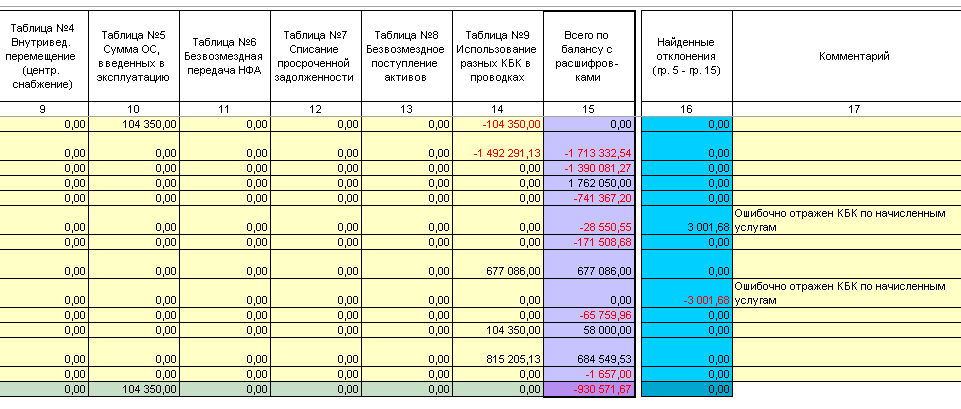 Таблица №4 Внутривед. перемещение (центр. снабжение) Таблица №5 Сумма ОС, введенных в эксплуатацию Таблица №6 Безвозмездная передача НФА Таблица №7 Списание просроченной задолженности Таблица №8 Безвозмездное поступление активов Таблица №9 Использование разных КБК в проводках Всего по балансу с расшифров- ками Найденные отклонения (гр. 5 - гр. 15) Комментарий
9 10 11 12 13 14 15 16 17
0,00 104 350,00 0,00 0,00 0,00 -104 350,00 0,00 0,00
0,00 0,00 0,00 0,00 0,00 -1 492 291,13 -1 713 332,54 0,00
0,00 0,00 0,00 0,00 0,00 0,00 -1 390 081,27 0,00
0,00 0,00 0,00 0,00 0,00 0,00 1 762 050,00 0,00
0,00 0,00 0,00 0,00 0,00 0,00 -741 367,20 0,00
0,00 0,00 0,00 0,00 0,00 0,00 -28 550,55 3 001,68 Ошибочно отражен КБК по начисленным услугам
0,00 0,00 0,00 0,00 0,00 0,00 -171 508,68 0,00
0,00 0,00 0,00 0,00 0,00 677 086,00 677 086,00 0,00
0,00 0,00 0,00 0,00 0,00 0,00 0,00 -3 001,68 Ошибочно отражен КБК по начисленным услугам
0,00 0,00 0,00 0,00 0,00 0,00 -65 759,96 0,00
0,00 0,00 0,00 0,00 0,00 104 350,00 58 000,00 0,00
0,00 0,00 0,00 0,00 0,00 815 205,13 684 549,53 0,00
0,00 0,00 0,00 0,00 0,00 0,00 -1 657,00 0,00
0,00 104 350,00 0,00 0,00 0,00 0,00 -930 571,67 0,00